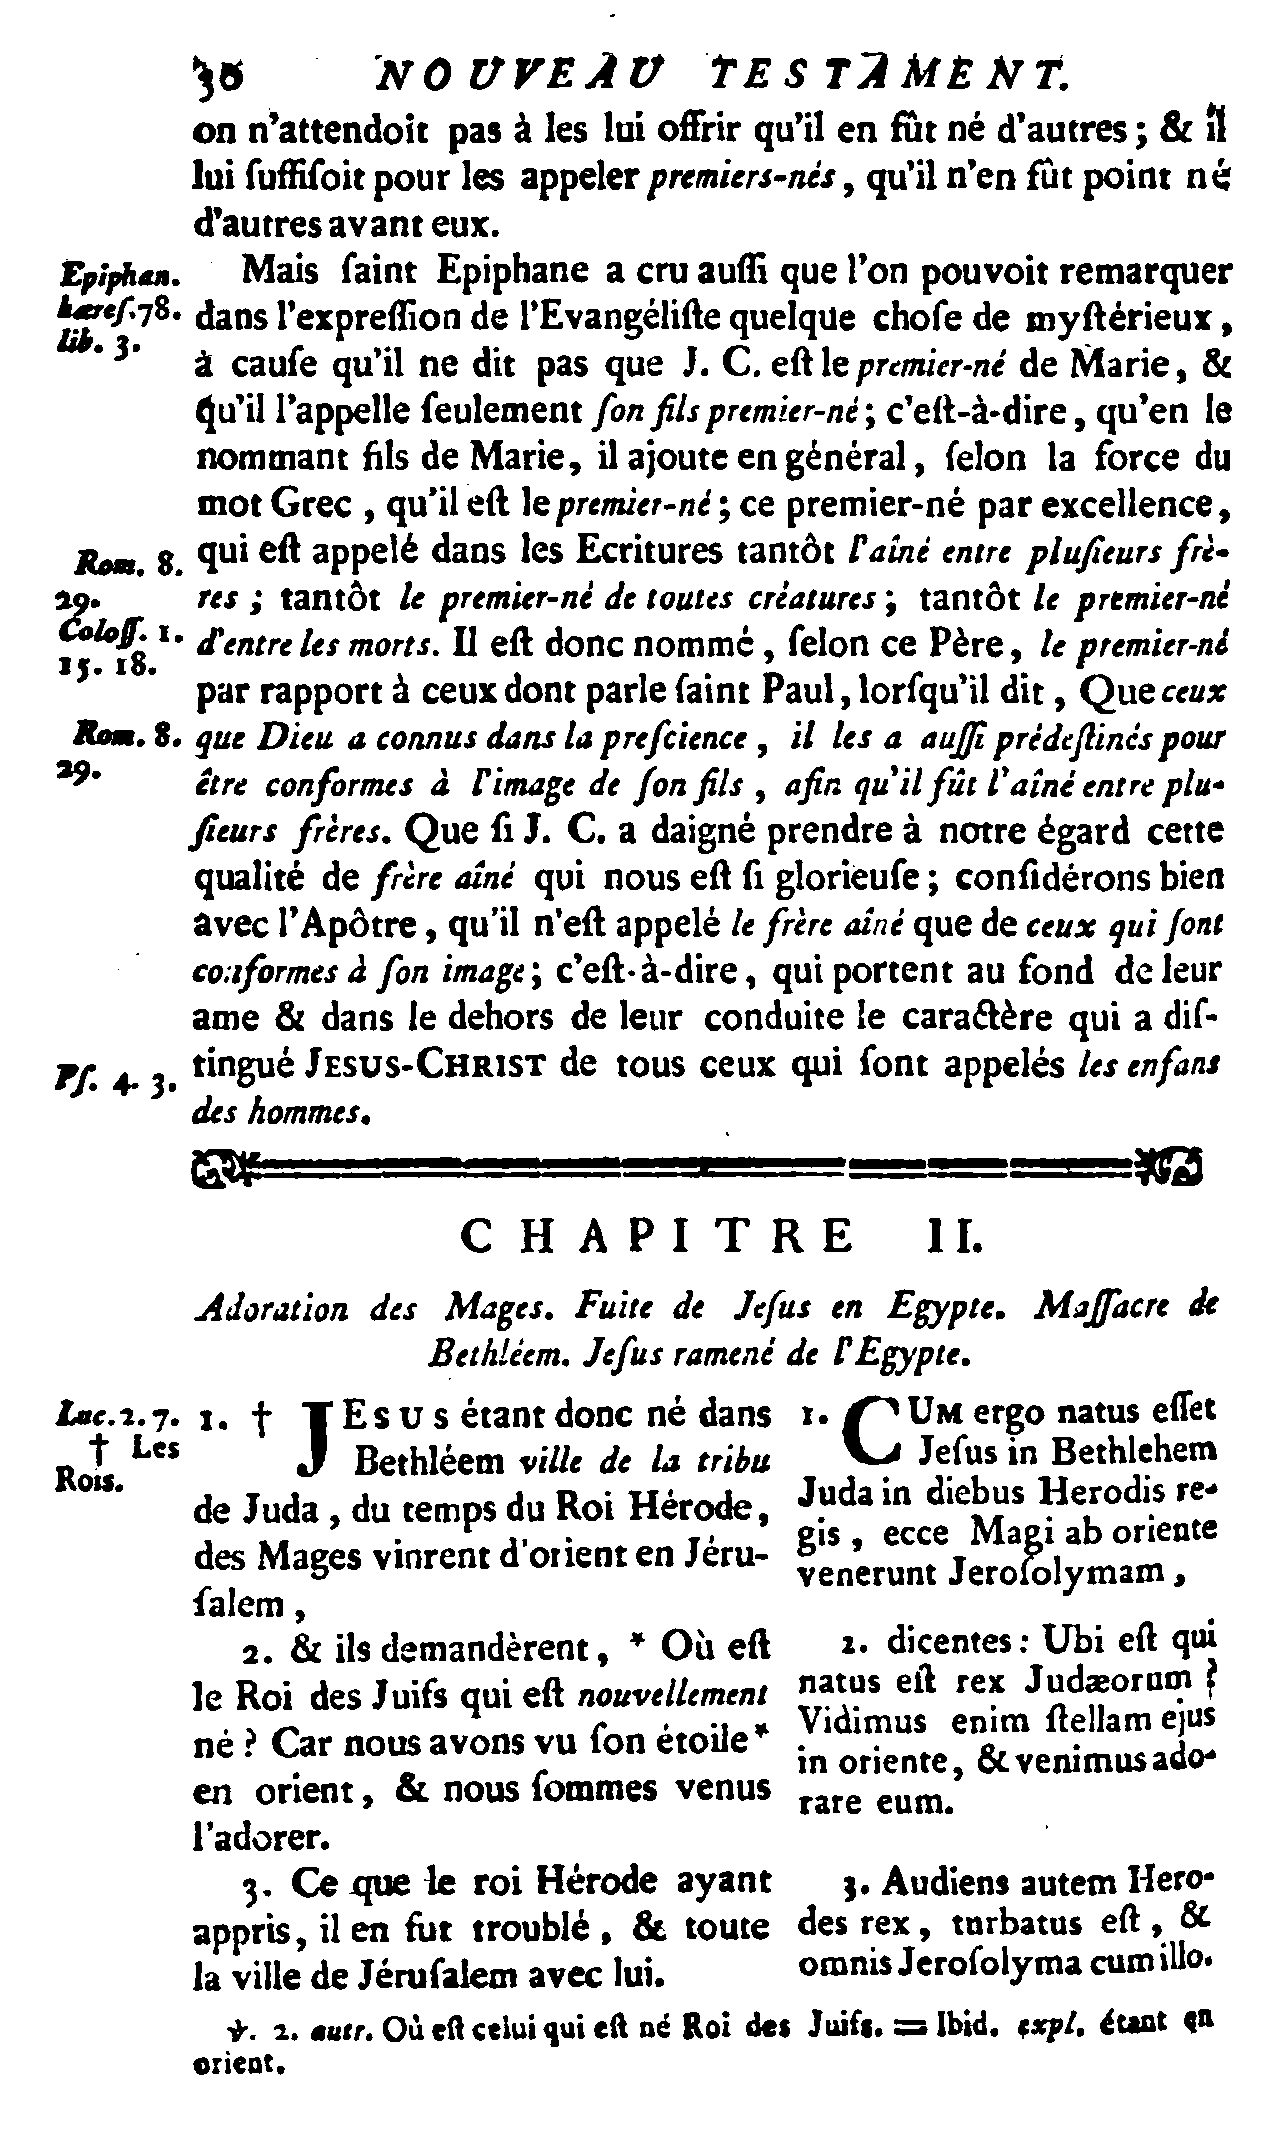 30 NOUVEAU TESTAMENT.
on n'attendoit pas à les lui offrir qu'il en fût né d'autres; & il
lui ſuffiſoit pour les appeler premiers-nés, qu'il n'en fût point né
d'autres avant eux.
Epiphan.
hæreſ. 78.
lib. 3.
Mais ſaint Epiphane a cru auſſi que l'on pouvoit remarquer
dans l'expreſſion de l'Evangéliſte quelque choſe de myſtérieux,
à cauſe qu'il ne dit pas que J. C. eſt le premier-né de Marie, &
qu'il l'appelle ſeulement ſon fils premier-né; c'eſt-à-dire, qu'en le
nommant fils de Marie, il ajoute en général, ſelon la force du
mot Grec, qu'il eſt le premier-né; ce premier-né par excellence,
Rom. 8.
29.
Coloſſ. 1.
15. 18.
qui eſt appelé dans les Ecritures tantôt l'aîné entre pluſieurs frè-
res; tantôt le premier-né de toutes créatures; tantôt le premier-né
d'entre les morts. Il eſt donc nommé, ſelon ce Père, le premier-né
par rapport à ceux dont parle ſaint Paul, lorſqu'il dit, Que ceux
Rom. 8.
29.
que Dieu a connus dans la preſcience, il les a auſſi prédeſtinés pour
être conformes à l'image de ſon fils, afin qu'il fût l'aîné entre plu-
ſieurs frères. Que ſi J. C. a daigné prendre à notre égard cette
qualité de frère aîné qui nous eſt ſi glorieuſe; conſidérons bien
avec l'Apôtre, qu'il n'eſt appelé le frère aîné que de ceux qui ſont
conformes à ſon image; c'eſt-à-dire, qui portent au fond de leur
ame & dans le dehors de leur conduite le caractère qui a diſ-
Pſ. 4. 3.
tingué JESUS-CHRIST de tous ceux qui ſont appelés les enfans
des hommes.
CHAPITRE II.
Adoration des Mages. Fuite de Jeſus en Egypte. Maſſacre de
Bethléem. Jeſus ramené de l'Egypte.
Luc. 2. 7.
† Les
Rois.
1. † JESUS étant donc né dans
Bethléem ville de la tribu
de Juda, du temps du Roi Hérode,
des Mages vinrent d'orient en Jéru-
ſalem,
2. & ils demandèrent, * Où eſt
le Roi des Juifs qui eſt nouvellement
né? Car nous avons vu ſon étoile*
en orient, & nous ſommes venus
l'adorer.
3. Ce que le roi Hérode ayant
appris, il en fut troublé, & toute
la ville de Jéruſalem avec lui.
1. CUM ergo natus eſſet
Jeſus in Bethlehem
Juda in diebus Herodis re-
gis, ecce Magi ab oriente
venerunt Jeroſolymam,
2. dicentes: Ubi eſt qui
natus eſt rex Judæorum?
Vidimus enim ſtellam ejus
in oriente, & venimus ado-
rare eum.
3. Audiens autem Hero-
des rex, turbatus eſt, &
omnis Jeroſolyma cum illo.
℣. 2. autr. Où eſt celui qui eſt né Roi des Juifs. = Ibid. expl. étant en
orient.